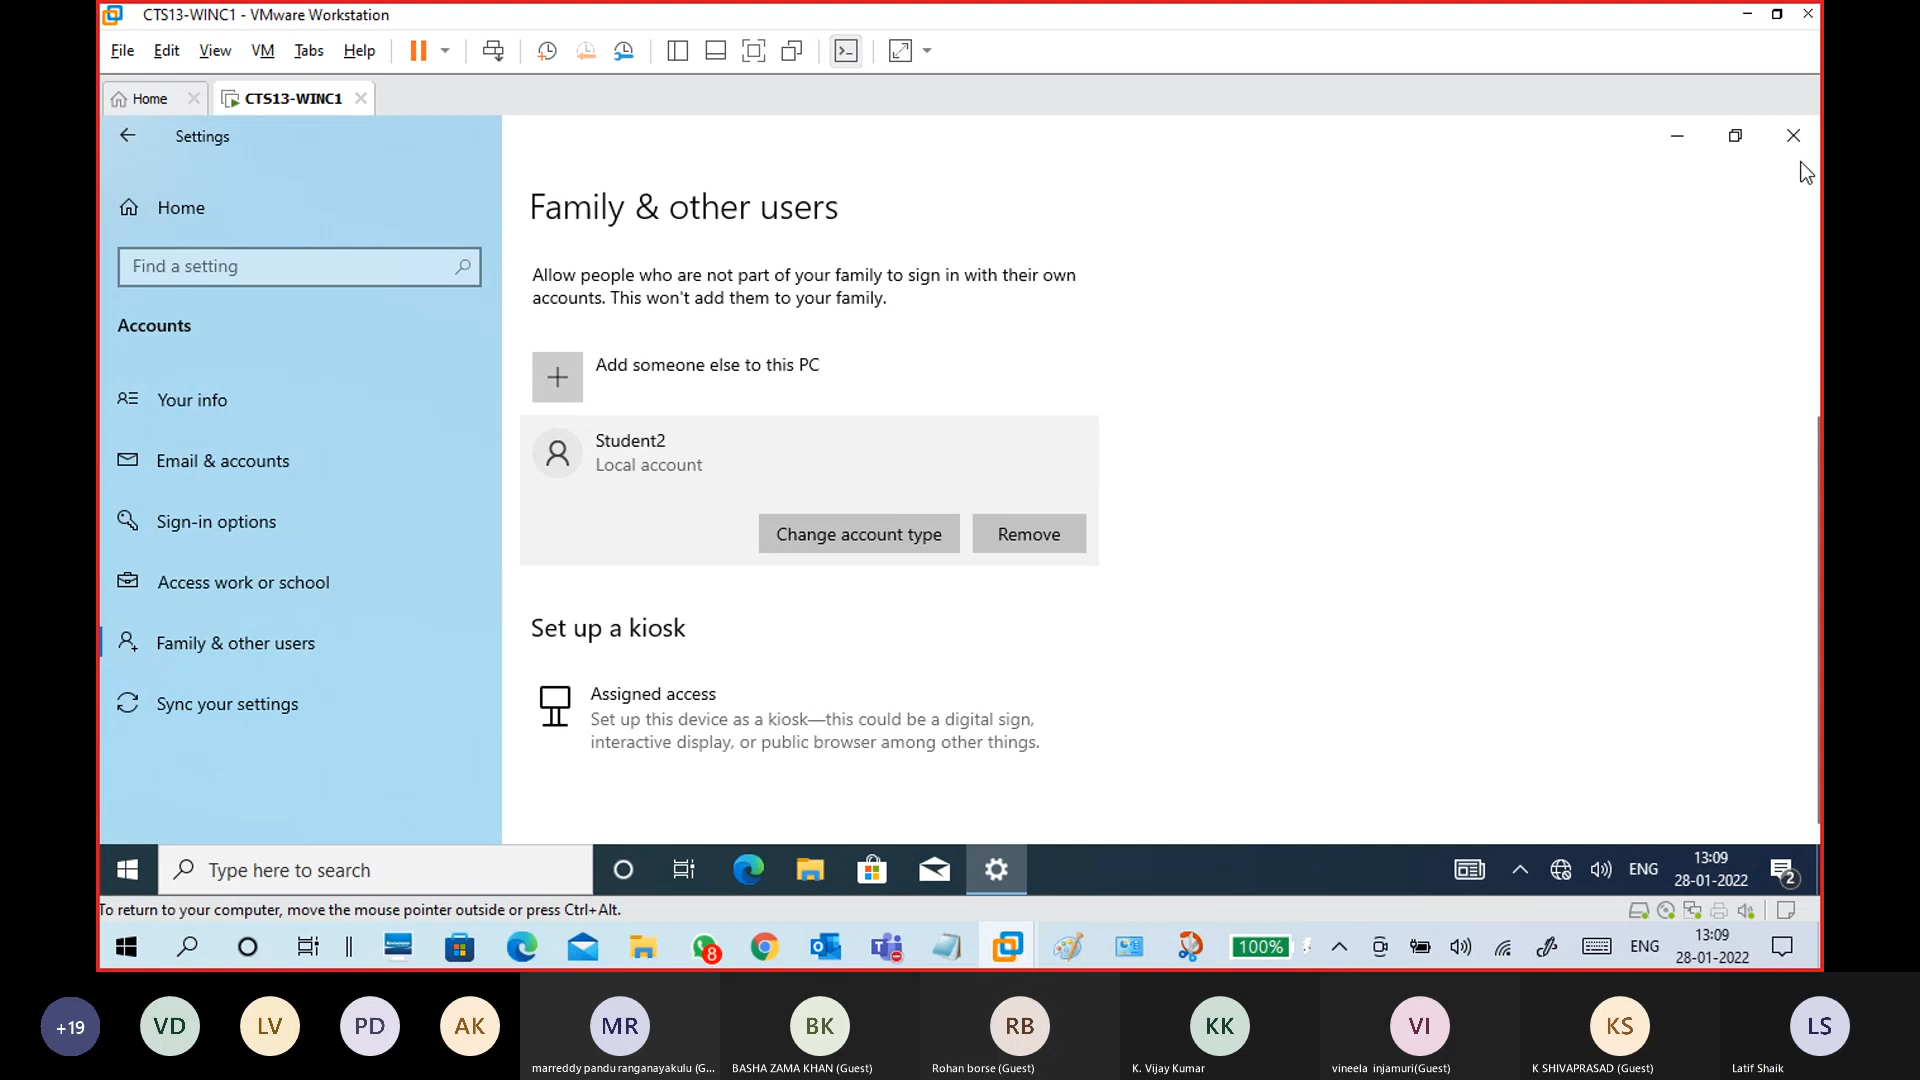 CTS13-WINC1 - VMware Workstation
File Edit View VM Tabs Help
Home CTS13-WINC1
Settings
Home
Find a setting
Accounts
Your info
Email & accounts
Sign-in options
Access work or school
Family & other users
Sync your settings
Family & other users
Allow people who are not part of your family to sign in with their own
accounts. This won't add them to your family.
Add someone else to this PC
Student2
Local account
Change account type Remove
Set up a kiosk
Assigned access
Set up this device as a kiosk—this could be a digital sign,
interactive display, or public browser among other things.
Type here to search
ENG
13:09
28-01-2022
2
To return to your computer, move the mouse pointer outside or press Ctrl+Alt.
8
100%
ENG
13:09
28-01-2022
+19 VD LV PD AK MR BK RB KK VI KS LS
marreddy pandu ranganayakulu (G... BASHA ZAMA KHAN (Guest) Rohan borse (Guest) K. Vijay Kumar vineela injamuri(Guest) K SHIVAPRASAD (Guest) Latif Shaik